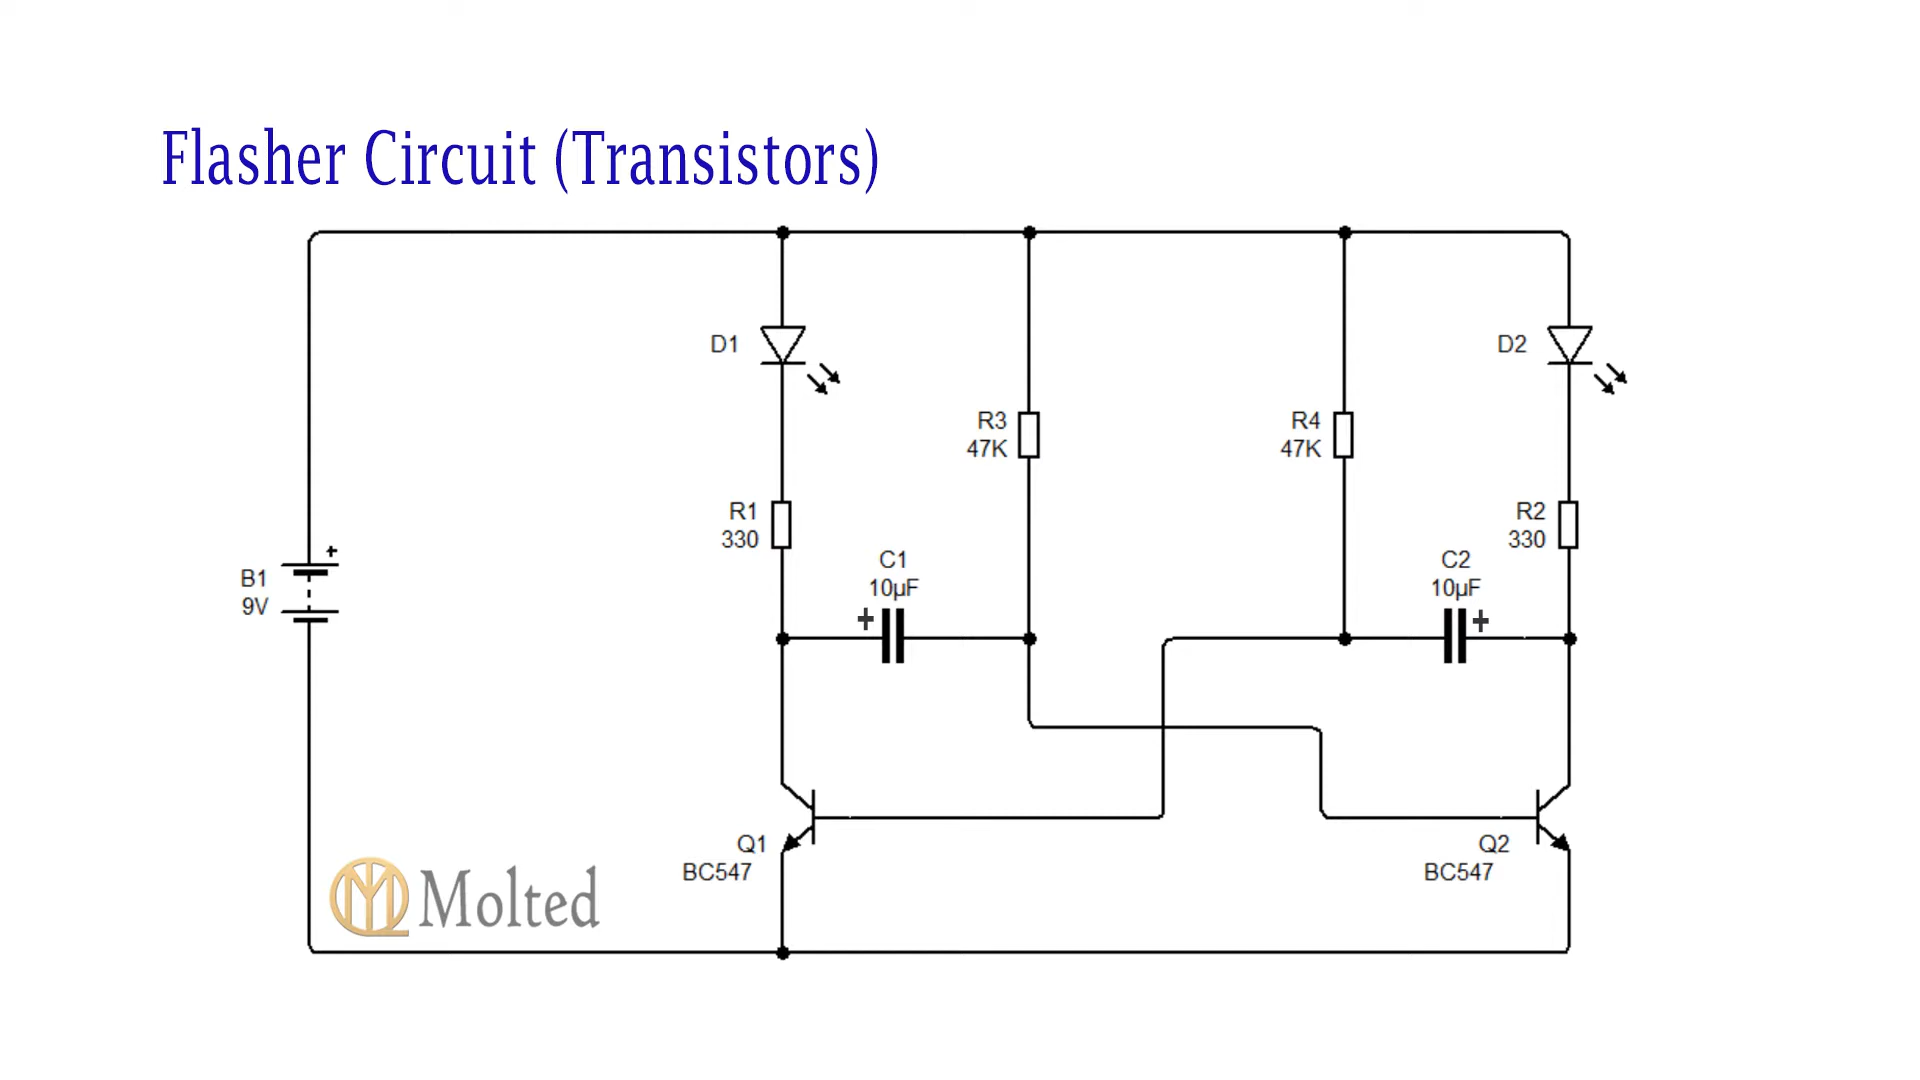 Flasher Circuit (Transistors)
D1
D2
R3
47K
R4
47K
R1
330
R2
330
C1
10µF
+
C2
10µF
+
+
B1
9V
Q1
BC547
Q2
BC547
Molted